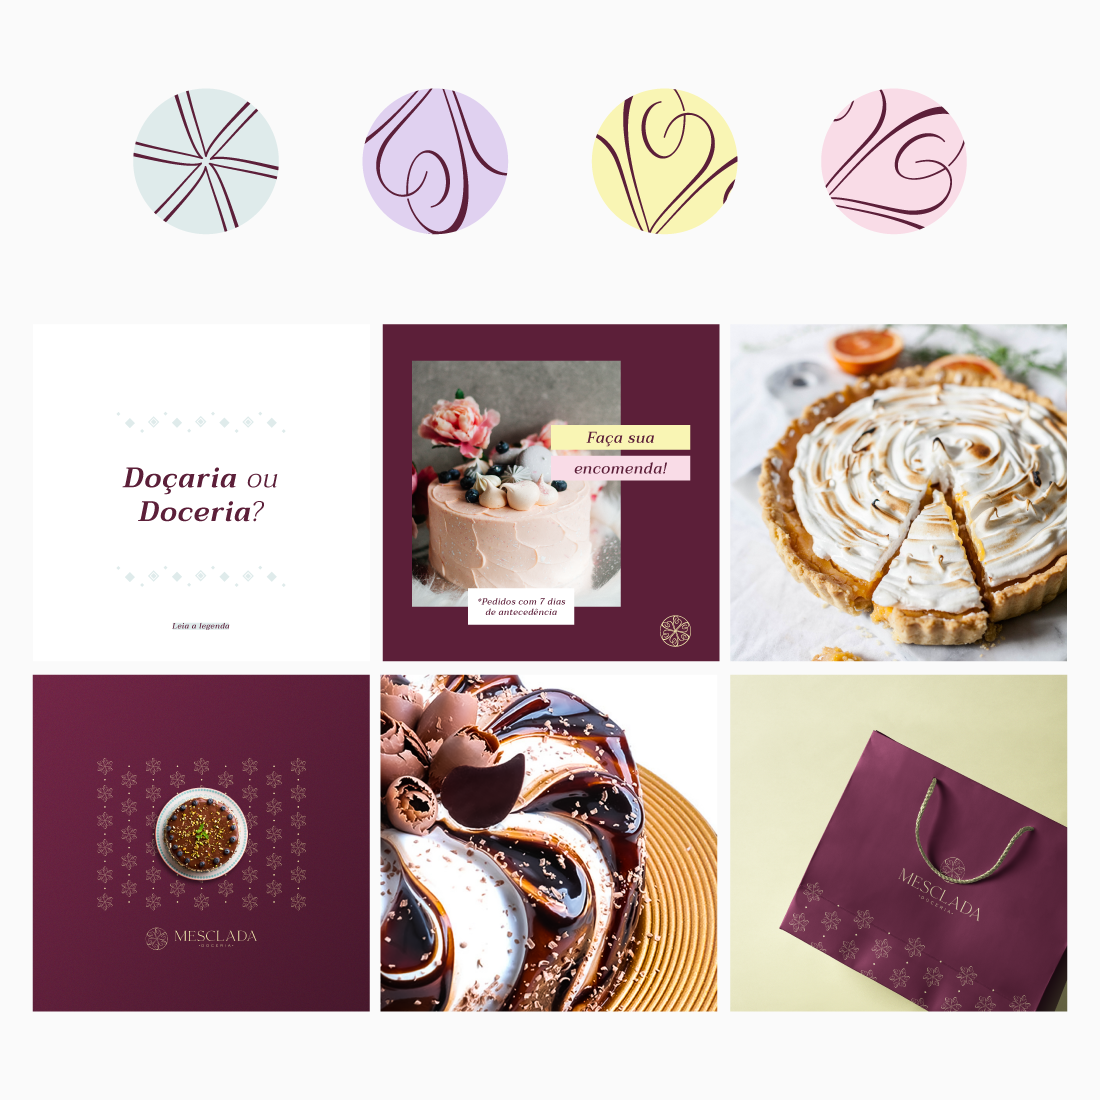 Doçaria ou
Doceria?
Leia a legenda
Faça sua
encomenda!
*Pedidos com 7 dias
de antecedência
MESCLADA
•DOCERIA•
MESCLADA
•DOCERIA•